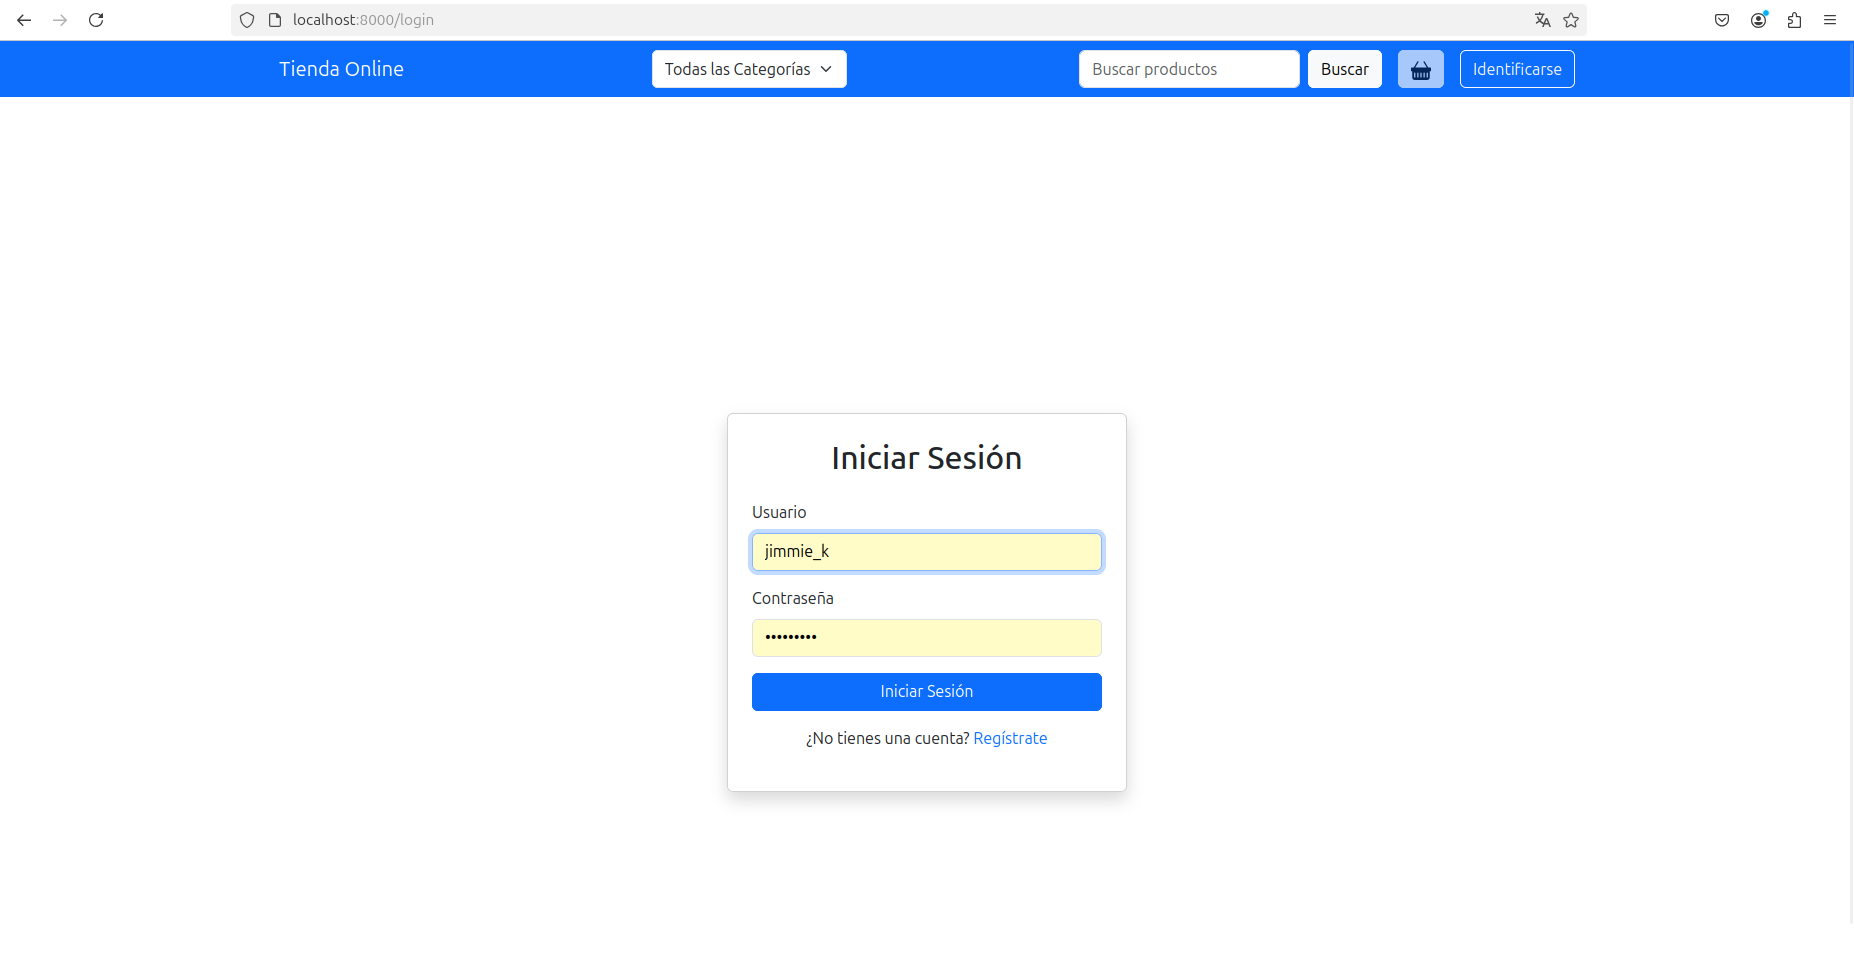 localhost:8000/login
Tienda Online
Todas las Categorías
Buscar productos
Buscar
Identificarse
Iniciar Sesión
Usuario
jimmie_k
Contraseña
•••••••••
Iniciar Sesión
¿No tienes una cuenta? Regístrate